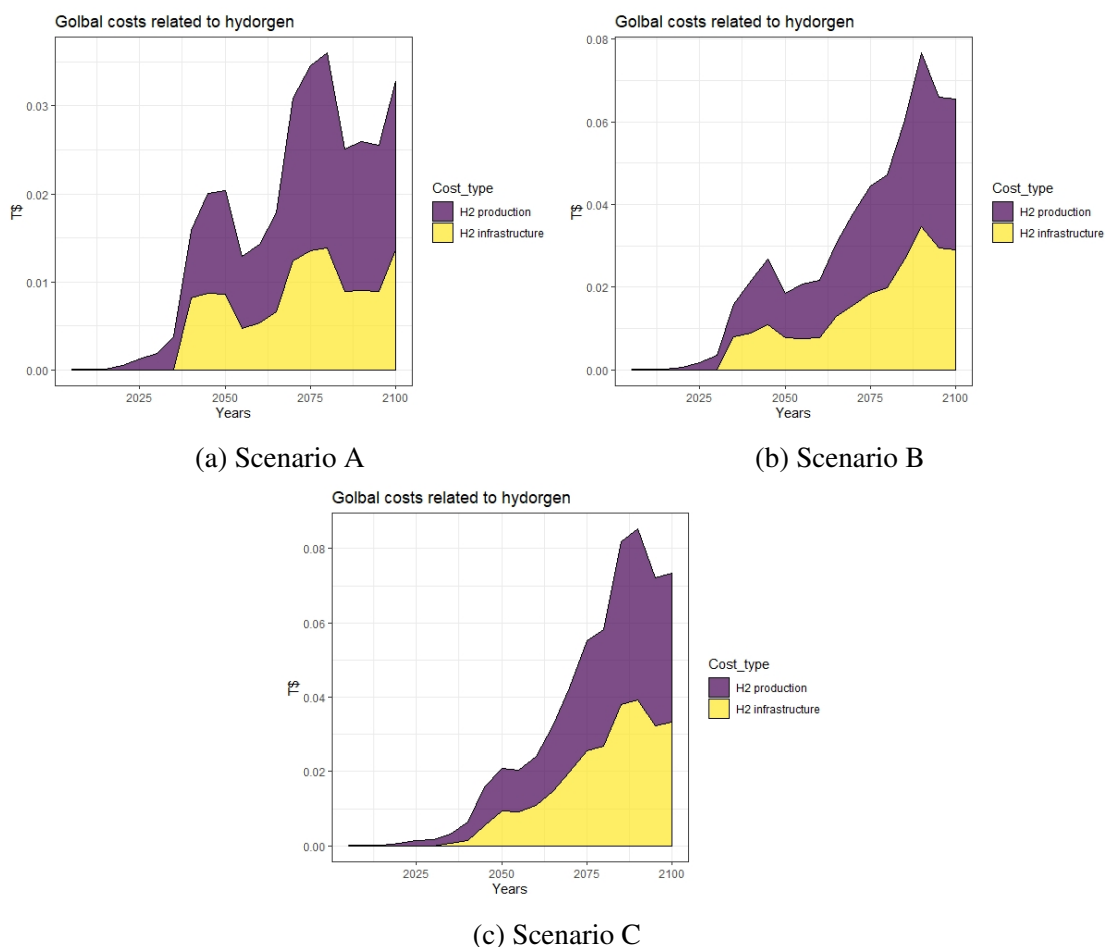 Golbal costs related to hydorgen
0.03
0.02
0.01
0.00
T$
2025 2050 2075 2100
Years
Cost_type
H2 production
H2 infrastructure
(a) Scenario A
Golbal costs related to hydorgen
0.08
0.06
0.04
0.02
0.00
T$
2025 2050 2075 2100
Years
Cost_type
H2 production
H2 infrastructure
(b) Scenario B
Golbal costs related to hydorgen
0.08
0.06
0.04
0.02
0.00
T$
2025 2050 2075 2100
Years
Cost_type
H2 production
H2 infrastructure
(c) Scenario C